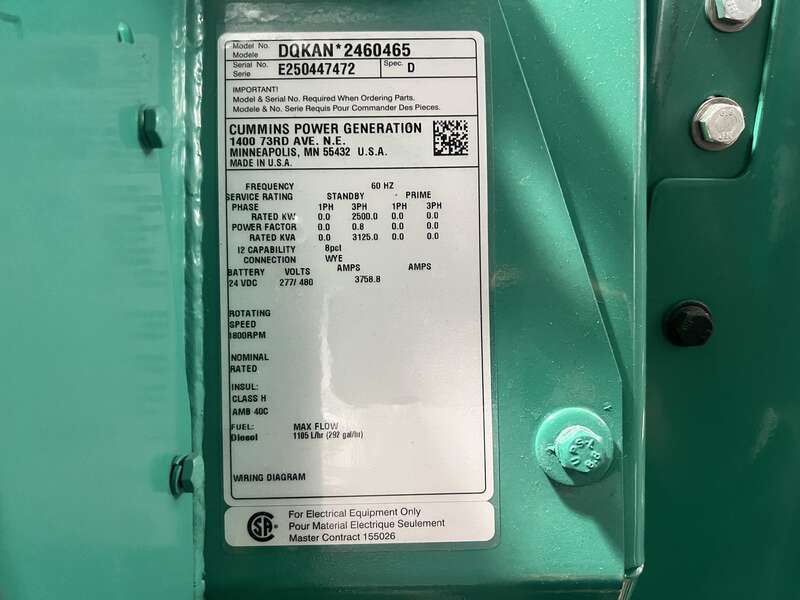 Model No.
Modele
DQKAN*2460465
Serial No.
Serie
E250447472
Spec.
D
IMPORTANT!
Model & Serial No. Required When Ordering Parts.
Modele & No. Serie Requis Pour Commander Des Pieces.
CUMMINS POWER GENERATION
1400 73RD AVE. N.E.
MINNEAPOLIS, MN 55432 U.S.A.
MADE IN U.S.A.
FREQUENCY 60 HZ
SERVICE RATING STANDBY PRIME
PHASE 1PH 3PH 1PH 3PH
RATED KW 0.0 2500.0 0.0 0.0
POWER FACTOR 0.0 0.8 0.0 0.0
RATED KVA 0.0 3125.0 0.0 0.0
I2 CAPABILITY 8pct
CONNECTION WYE
BATTERY VOLTS AMPS AMPS
24 VDC 277/ 480 3758.8
ROTATING
SPEED
1800RPM
NOMINAL
RATED
INSUL:
CLASS H
AMB 40C
FUEL: MAX FLOW
Diesel 1105 L/hr (292 gal/hr)
WIRING DIAGRAM
For Electrical Equipment Only
Pour Material Electrique Seulement
Master Contract 155026